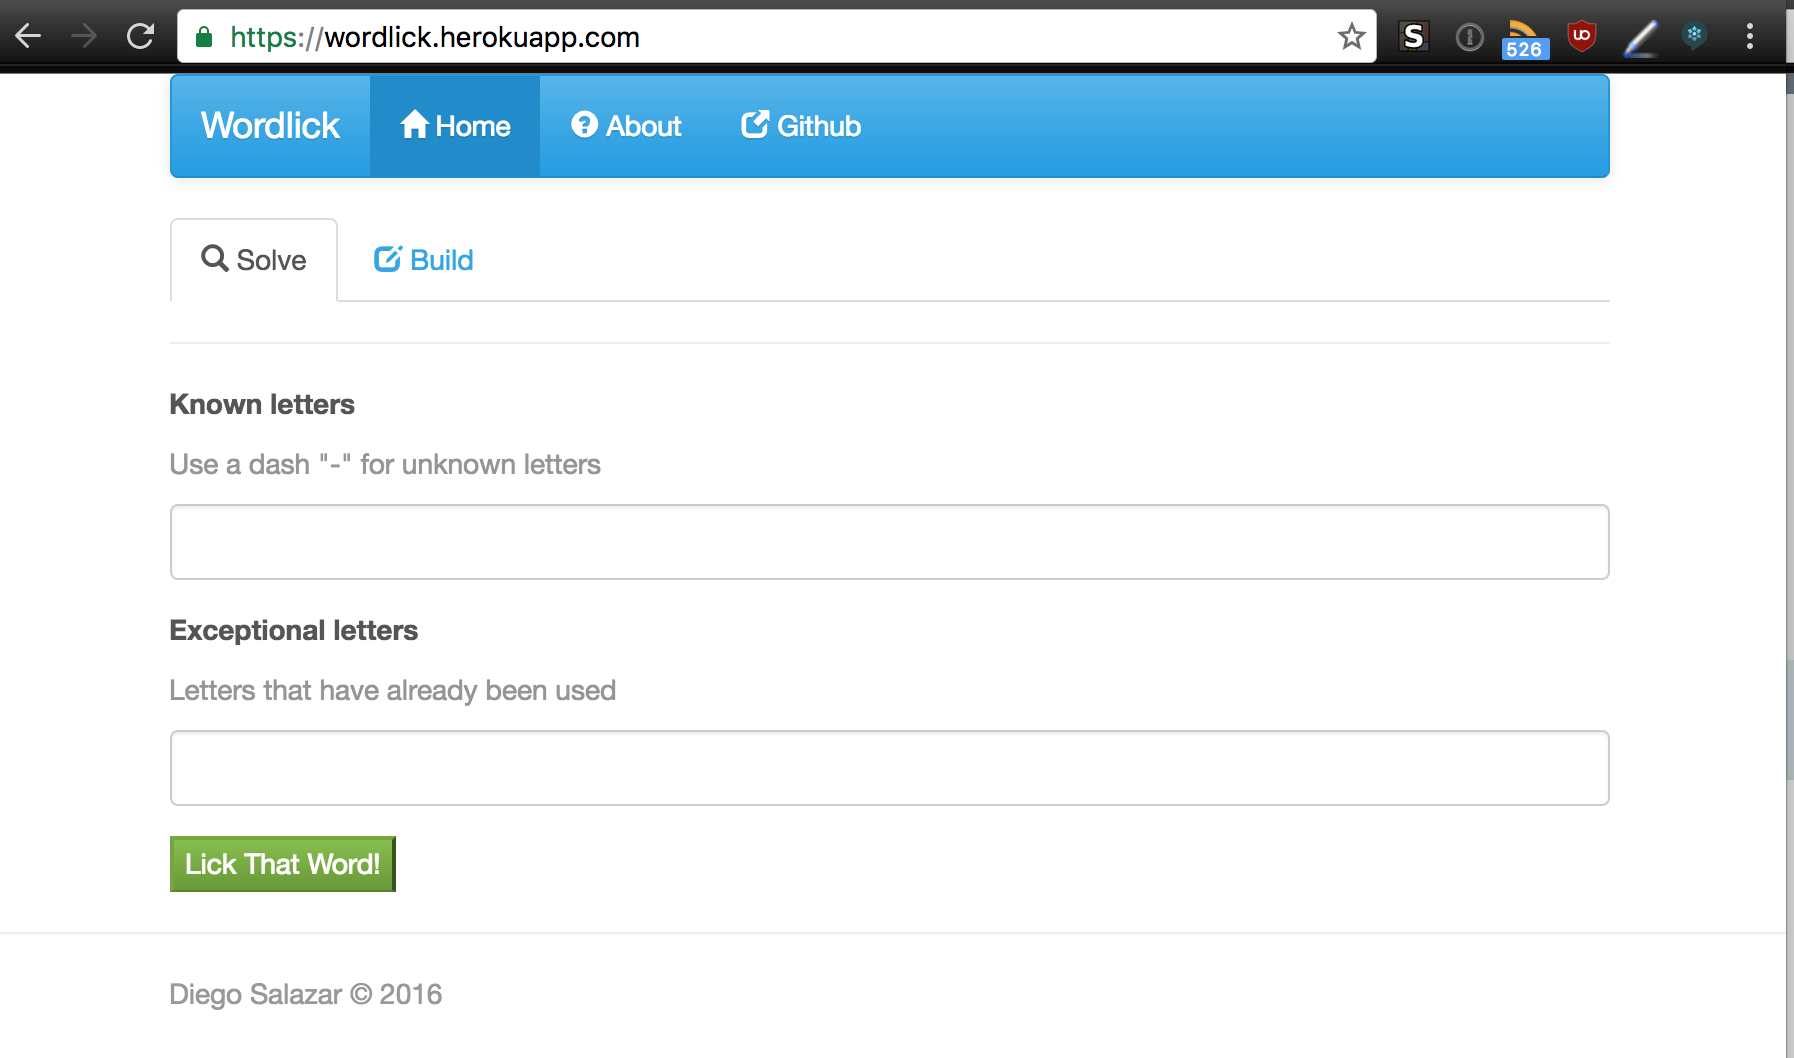 https://wordlick.herokuapp.com
S
526
Wordlick Home About Github
Solve Build
Known letters
Use a dash "-" for unknown letters
Exceptional letters
Letters that have already been used
Lick That Word!
Diego Salazar © 2016